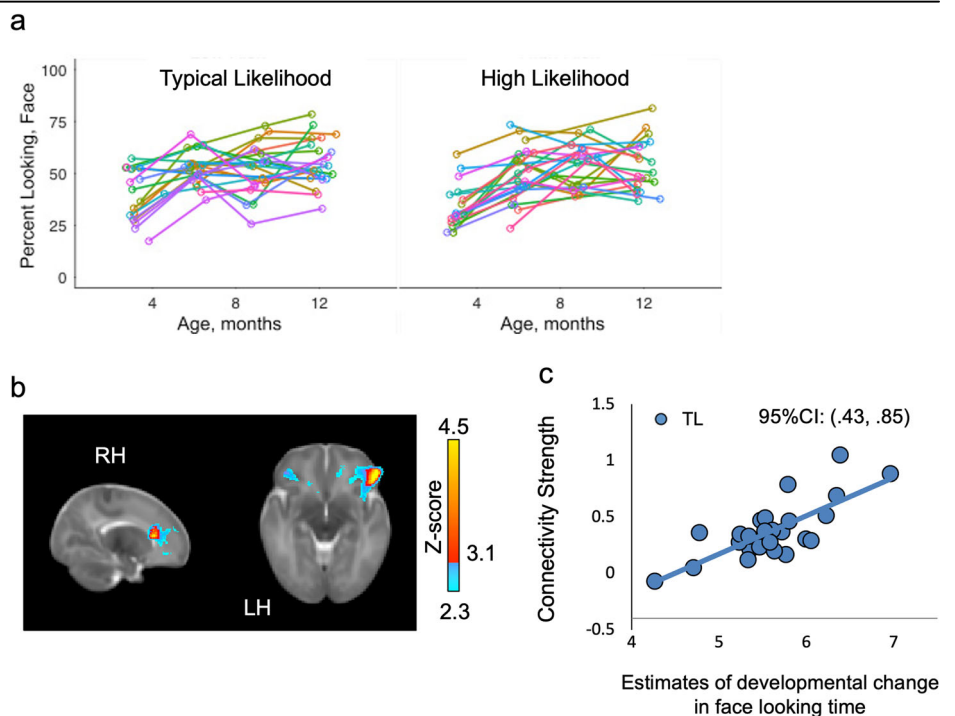 a
Typical Likelihood
High Likelihood
Percent Looking, Face
100
75
50
25
0
4 8 12
4 8 12
Age, months
Age, months
b
RH
LH
4.5
Z-score
3.1
2.3
c
TL
95%CI: (.43, .85)
Connectivity Strength
1.5
1
0.5
0
-0.5
4 5 6 7
Estimates of developmental change
in face looking time